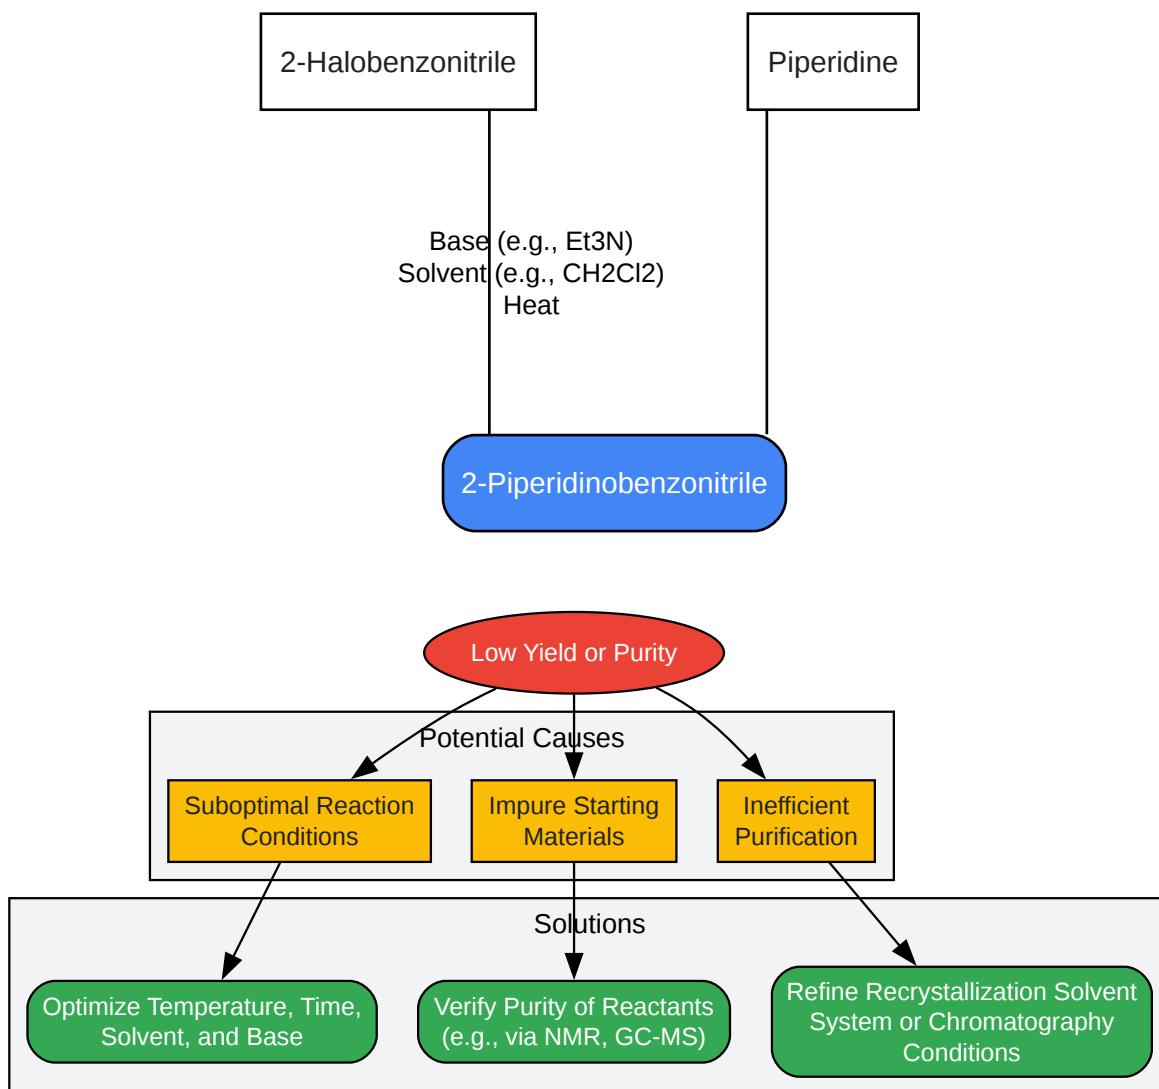 2-Halobenzonitrile
Piperidine
Base (e.g., Et3N)
Solvent (e.g., CH2Cl2)
Heat
2-Piperidinobenzonitrile
Low Yield or Purity
Potential Causes
Suboptimal Reaction
Conditions
Impure Starting
Materials
Inefficient
Purification
Solutions
Optimize Temperature, Time,
Solvent, and Base
Verify Purity of Reactants
(e.g., via NMR, GC-MS)
Refine Recrystallization Solvent
System or Chromatography
Conditions